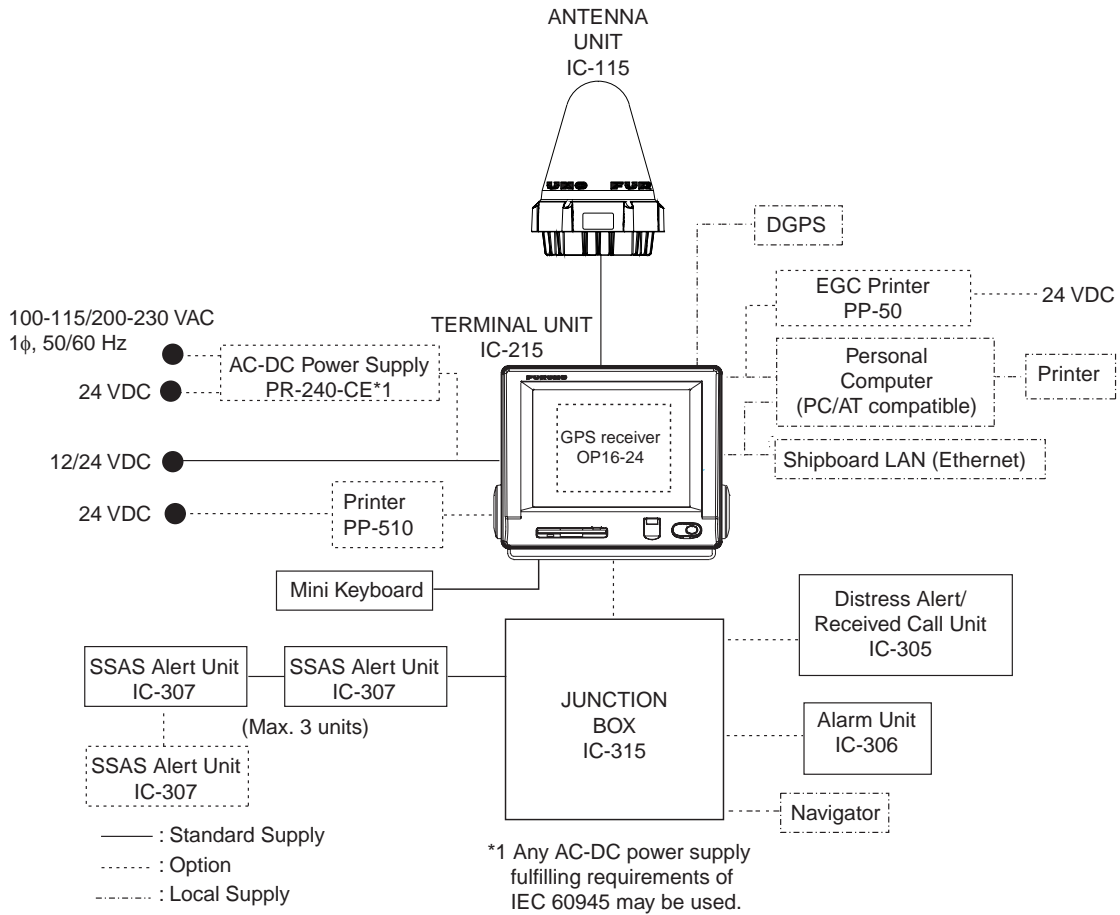 ANTENNA
UNIT
IC-115
DGPS
EGC Printer
PP-50
24 VDC
100-115/200-230 VAC
1ϕ, 50/60 Hz
TERMINAL UNIT
IC-215
AC-DC Power Supply
PR-240-CE*1
24 VDC
Personal
Computer
(PC/AT compatible)
Printer
FURUNO
GPS receiver
OP16-24
12/24 VDC
Shipboard LAN (Ethernet)
24 VDC
Printer
PP-510
Mini Keyboard
Distress Alert/
Received Call Unit
IC-305
SSAS Alert Unit
IC-307
SSAS Alert Unit
IC-307
(Max. 3 units)
JUNCTION
BOX
IC-315
Alarm Unit
IC-306
SSAS Alert Unit
IC-307
Navigator
: Standard Supply
: Option
: Local Supply
*1 Any AC-DC power supply
fulfilling requirements of
IEC 60945 may be used.